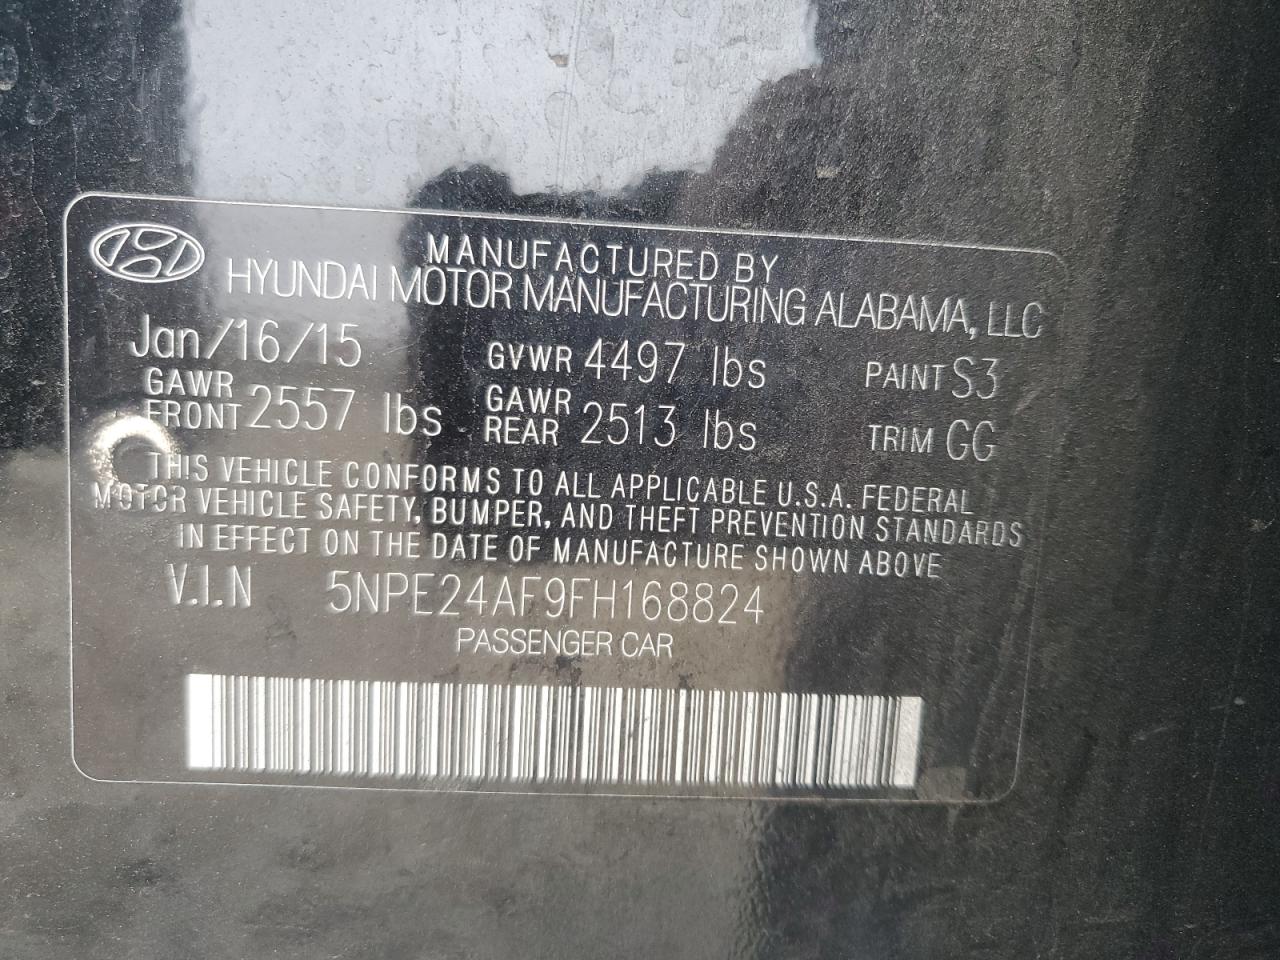 MANUFACTURED BY
HYUNDAI MOTOR MANUFACTURING ALABAMA, LLC
Jan/16/15 GVWR 4497 lbs PAINT S3
GAWR FRONT 2557 lbs GAWR REAR 2513 lbs TRIM GG
THIS VEHICLE CONFORMS TO ALL APPLICABLE U.S.A. FEDERAL
MOTOR VEHICLE SAFETY, BUMPER, AND THEFT PREVENTION STANDARDS
IN EFFECT ON THE DATE OF MANUFACTURE SHOWN ABOVE
V.I.N 5NPE24AF9FH168824
PASSENGER CAR